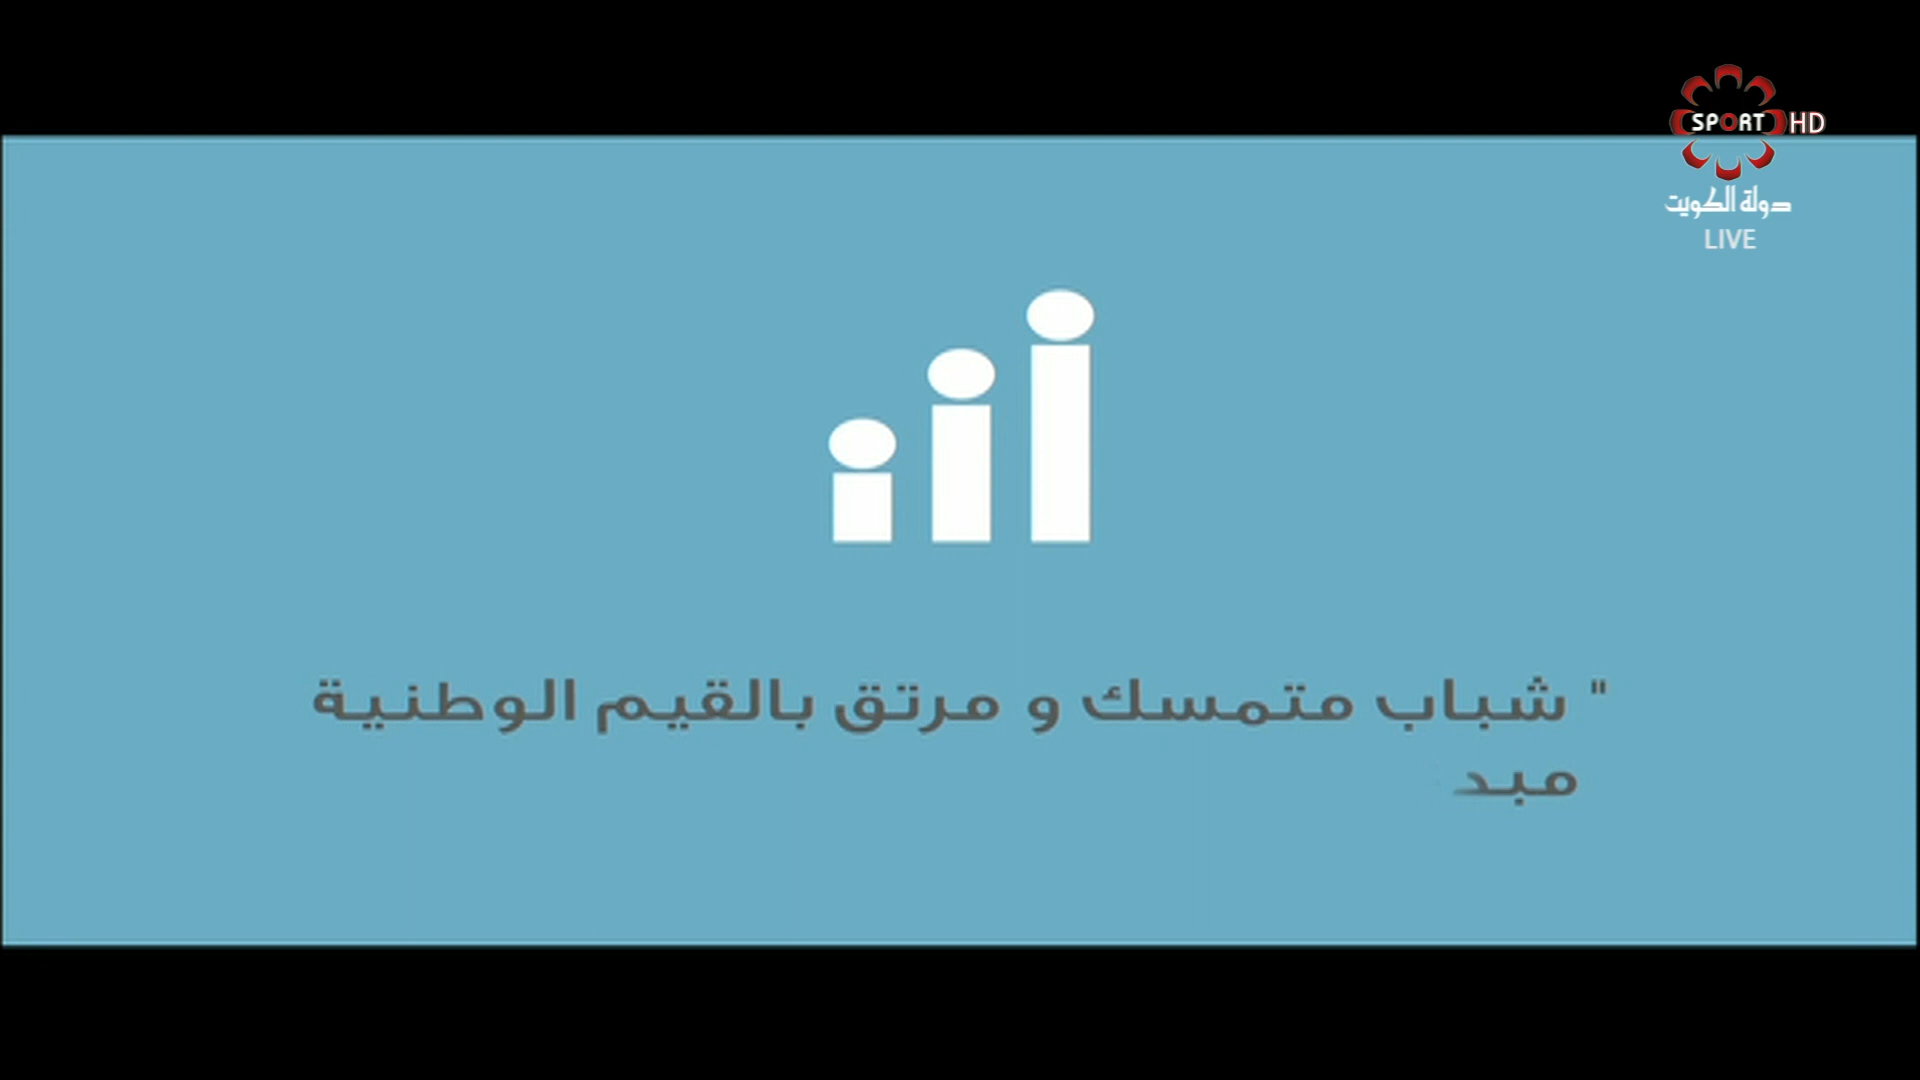 SPORT HD
دولة الكويت
LIVE
" شباب متمسك و مرتق بالقيم الوطنية
مبد